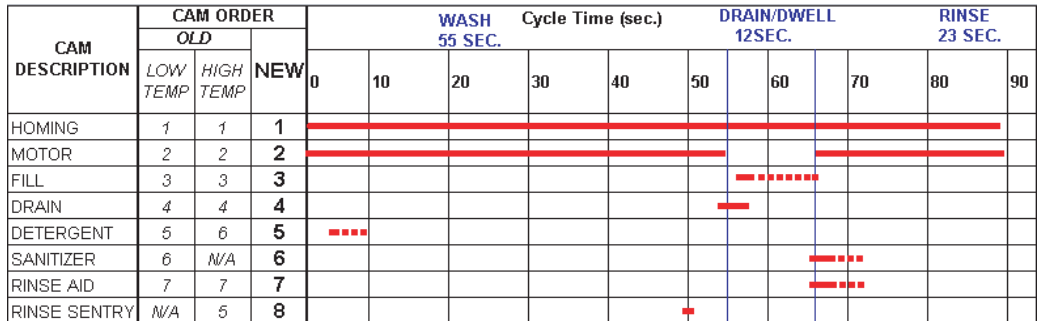 CAM DESCRIPTION CAM ORDER WASH 55 SEC. Cycle Time (sec.) DRAIN/DWELL 12SEC. RINSE 23 SEC.
OLD NEW
LOW TEMP HIGH TEMP 0 10 20 30 40 50 60 70 80 90
HOMING 1 1 1
MOTOR 2 2 2
FILL 3 3 3
DRAIN 4 4 4
DETERGENT 5 6 5
SANITIZER 6 N/A 6
RINSE AID 7 7 7
RINSE SENTRY N/A 5 8